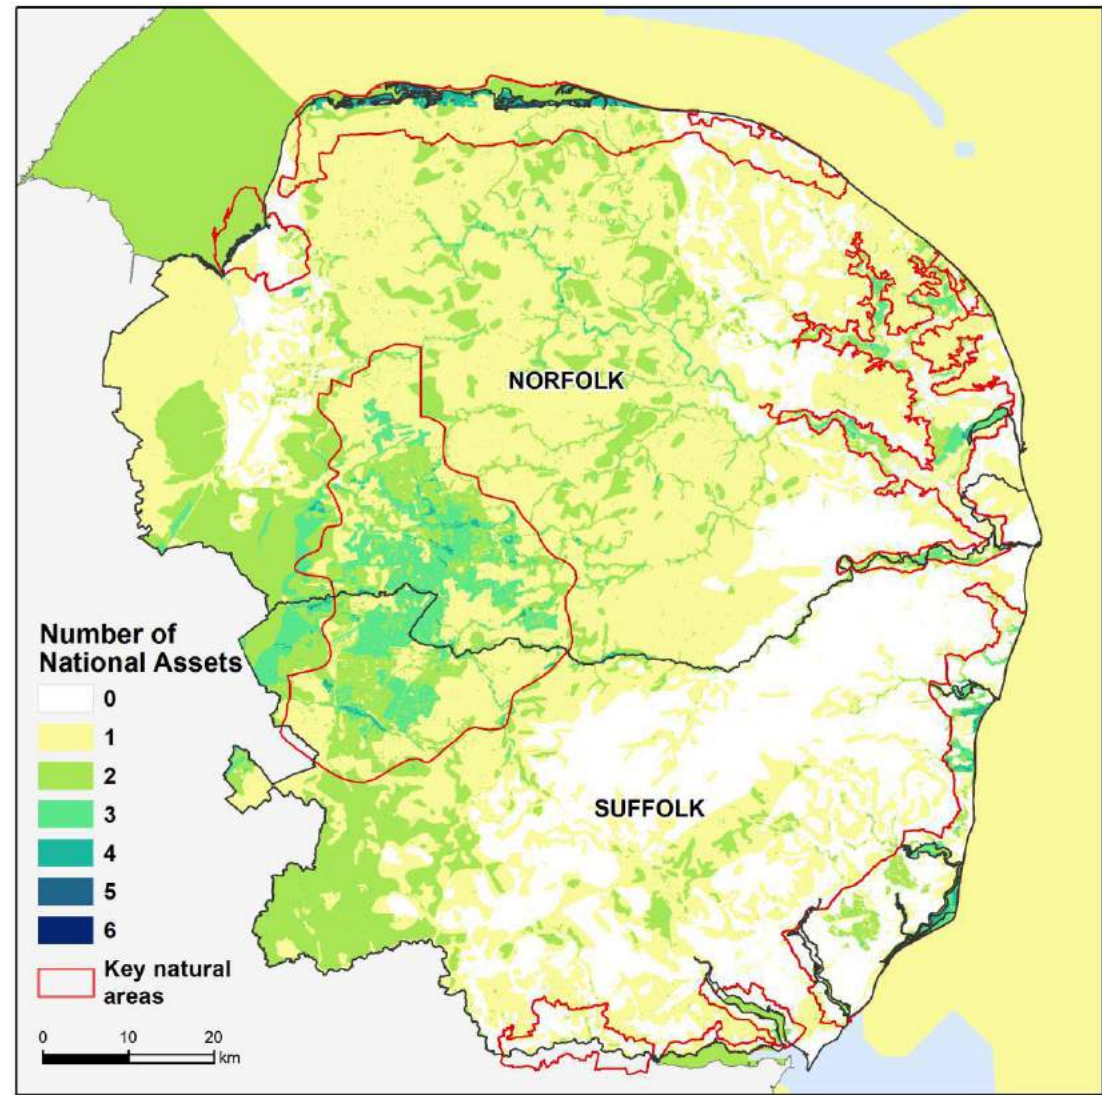 NORFOLK
SUFFOLK
Number of
National Assets
0
1
2
3
4
5
6
Key natural
areas
0 10 20
km